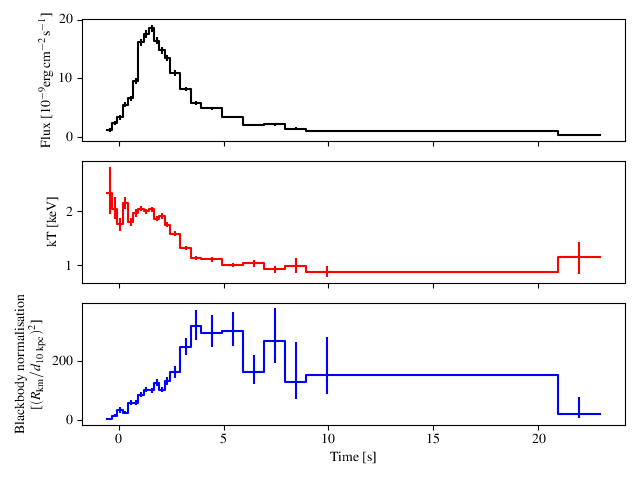 Flux [10⁻⁹erg cm⁻² s⁻¹]
20
10
0
kT [keV]
2
1
Blackbody normalisation
[(R_km/d_10 kpc)²]
200
0
0
5
10
15
20
Time [s]